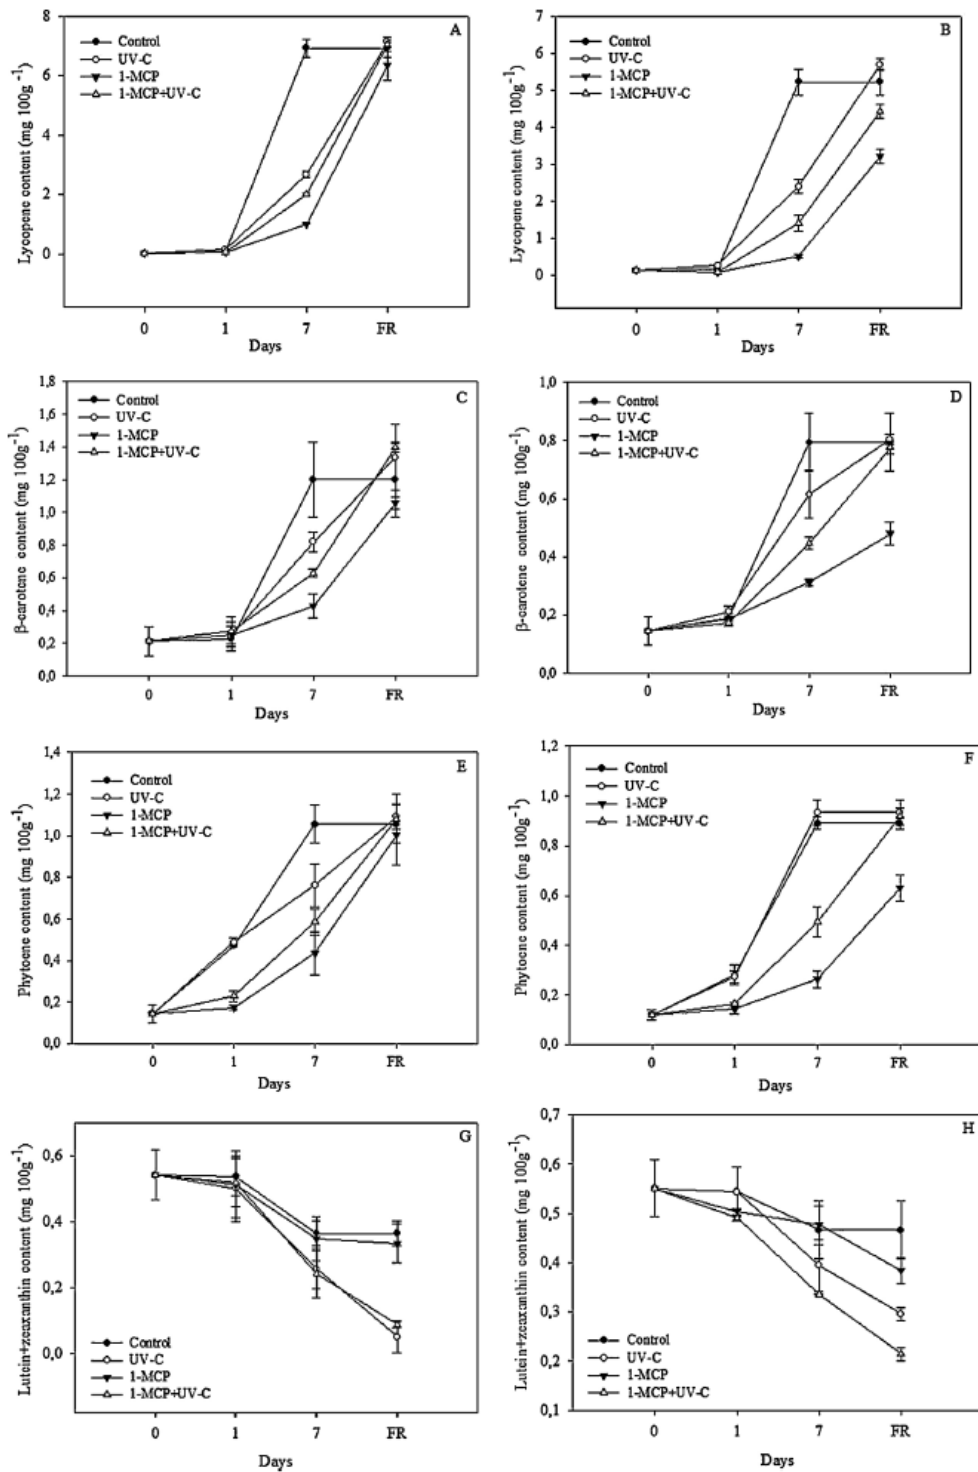 A
Control
UV-C
1-MCP
1-MCP+UV-C
Lycopene content (mg 100g⁻¹)
8
6
4
2
0
0 1 7 FR
Days
B
Control
UV-C
1-MCP
1-MCP+UV-C
Lycopene content (mg 100g⁻¹)
7
6
5
4
3
2
1
0
0 1 7 FR
Days
C
Control
UV-C
1-MCP
1-MCP+UV-C
β-carotene content (mg 100g⁻¹)
1,8
1,6
1,4
1,2
1,0
0,8
0,6
0,4
0,2
0,0
0 1 7 FR
Days
D
Control
UV-C
1-MCP
1-MCP+UV-C
β-carotene content (mg 100g⁻¹)
1,0
0,8
0,6
0,4
0,2
0,0
0 1 7 FR
Days
E
Control
UV-C
1-MCP
1-MCP+UV-C
Phytoene content (mg 100g⁻¹)
1,4
1,2
1,0
0,8
0,6
0,4
0,2
0,0
0 1 7 FR
Days
F
Control
UV-C
1-MCP
1-MCP+UV-C
Phytoene content (mg 100g⁻¹)
1,2
1,0
0,8
0,6
0,4
0,2
0,0
0 1 7 FR
Days
G
Control
UV-C
1-MCP
1-MCP+UV-C
Lutein+zeaxanthin content (mg 100g⁻¹)
0,6
0,4
0,2
0,0
0 1 7 FR
Days
H
Control
UV-C
1-MCP
1-MCP+UV-C
Lutein+zeaxanthin content (mg 100g⁻¹)
0,7
0,6
0,5
0,4
0,3
0,2
0,1
0 1 7 FR
Days